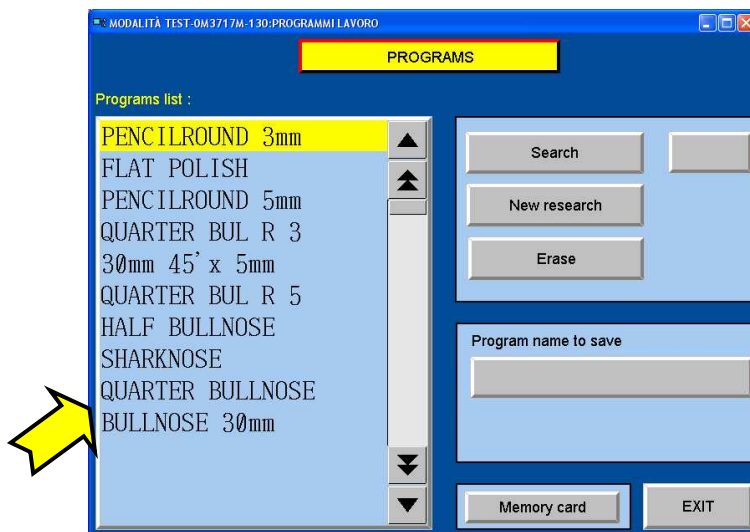 MODALITÀ TEST-0M3717M-130:PROGRAMMI LAVORO
PROGRAMS
Programs list :
PENCILROUND 3mm
FLAT POLISH
PENCILROUND 5mm
QUARTER BUL R 3
30mm 45'x 5mm
QUARTER BUL R 5
HALF BULLNOSE
SHARKNOSE
QUARTER BULLNOSE
BULLNOSE 30mm
Search
New research
Erase
Program name to save
Memory card
EXIT